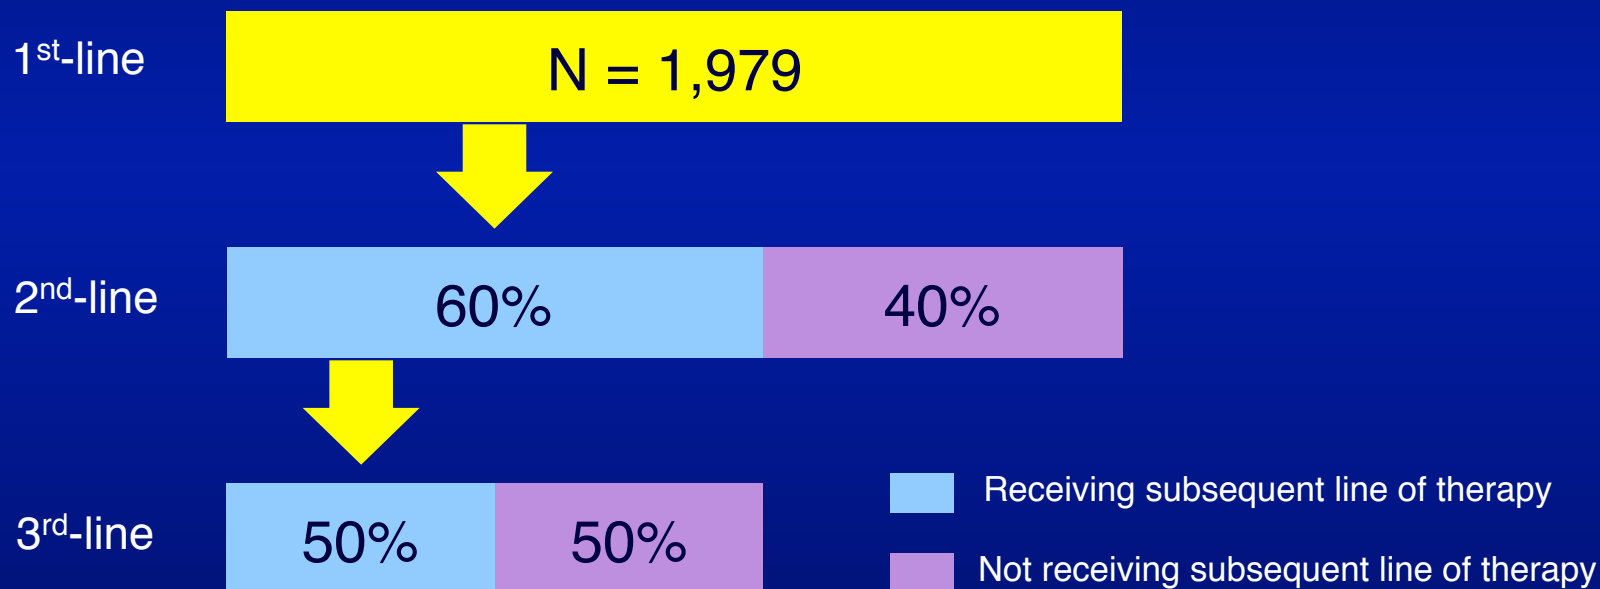 1st-line
N = 1,979
2nd-line
60%
40%
3rd-line
50%
50%
Receiving subsequent line of therapy
Not receiving subsequent line of therapy